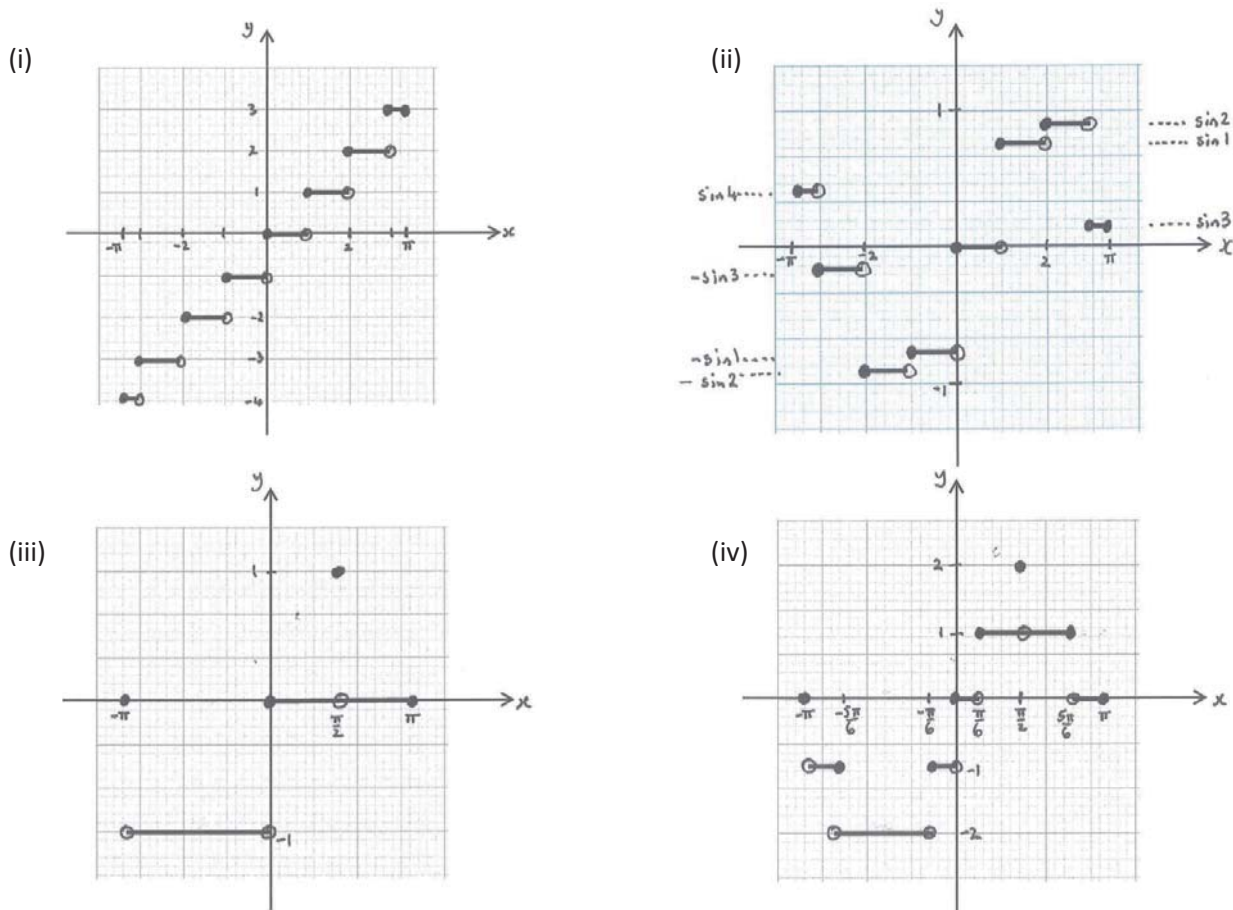 (i)
y
3
2
1
-π -2 2 π x
-2
-3
-4
(ii)
y
1
sin2
sin1
sin4
sin3
-π -2 2 π x
-sin3
-sin1
-sin2
-1
(iii)
y
1
-π π/2 π x
-1
(iv)
y
2
1
-π -5π/6 -π/6 π/6 π/2 5π/6 π x
-1
-2